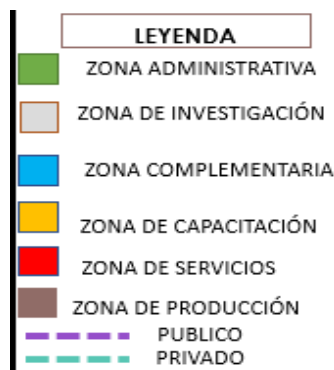 LEYENDA
ZONA ADMINISTRATIVA
ZONA DE INVESTIGACIÓN
ZONA COMPLEMENTARIA
ZONA DE CAPACITACIÓN
ZONA DE SERVICIOS
ZONA DE PRODUCCIÓN
PUBLICO
PRIVADO